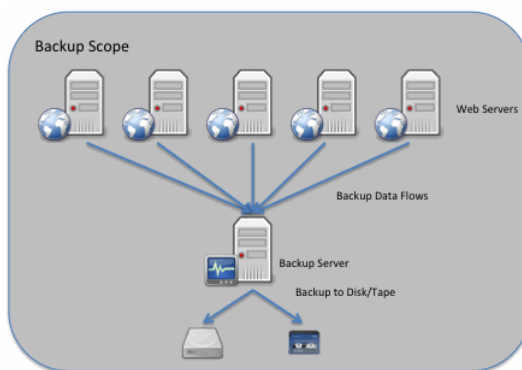 Backup Scope
Web Servers
Backup Data Flows
Backup Server
Backup to Disk/Tape